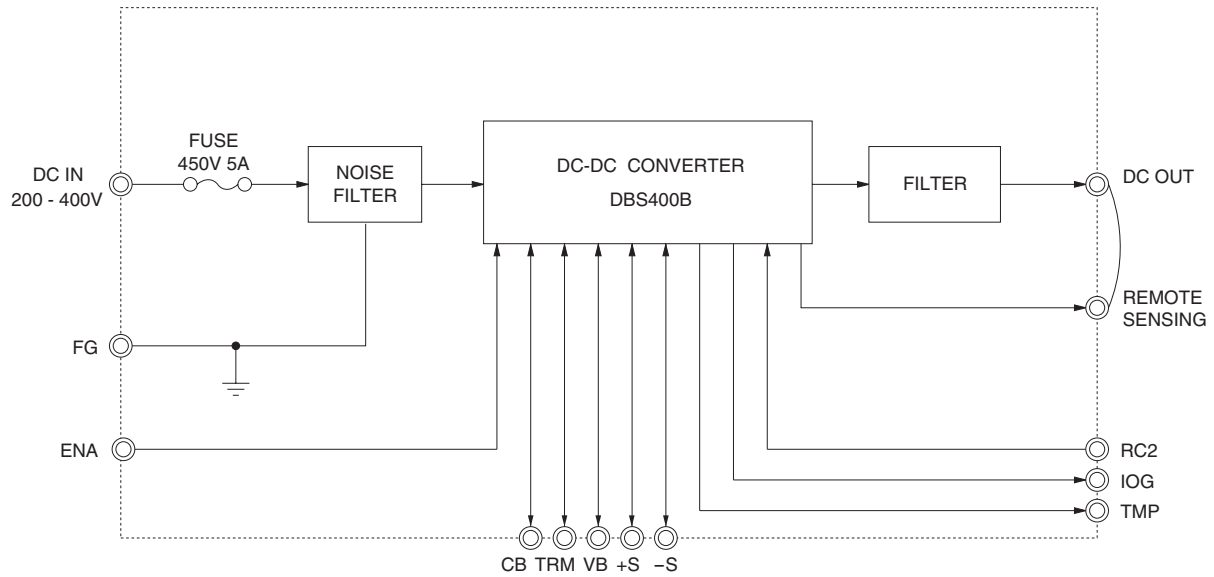 FUSE
450V 5A
DC IN
200 - 400V
NOISE
FILTER
DC-DC CONVERTER
DBS400B
FILTER
DC OUT
REMOTE
SENSING
FG
ENA
RC2
IOG
TMP
CB TRM VB +S −S